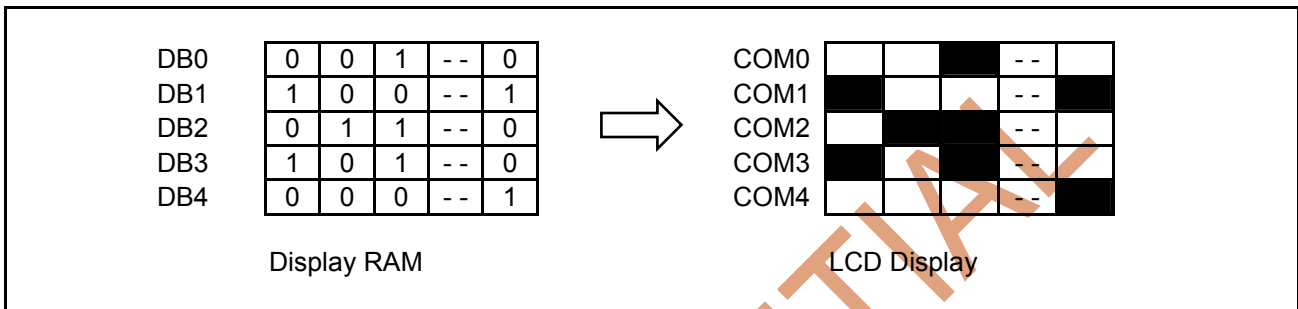 DB0 0 0 1 - - 0
DB1 1 0 0 - - 1
DB2 0 1 1 - - 0
DB3 1 0 1 - - 0
DB4 0 0 0 - - 1
Display RAM
COM0 - -
COM1 - -
COM2 - -
COM3 - -
COM4 - -
LCD Display